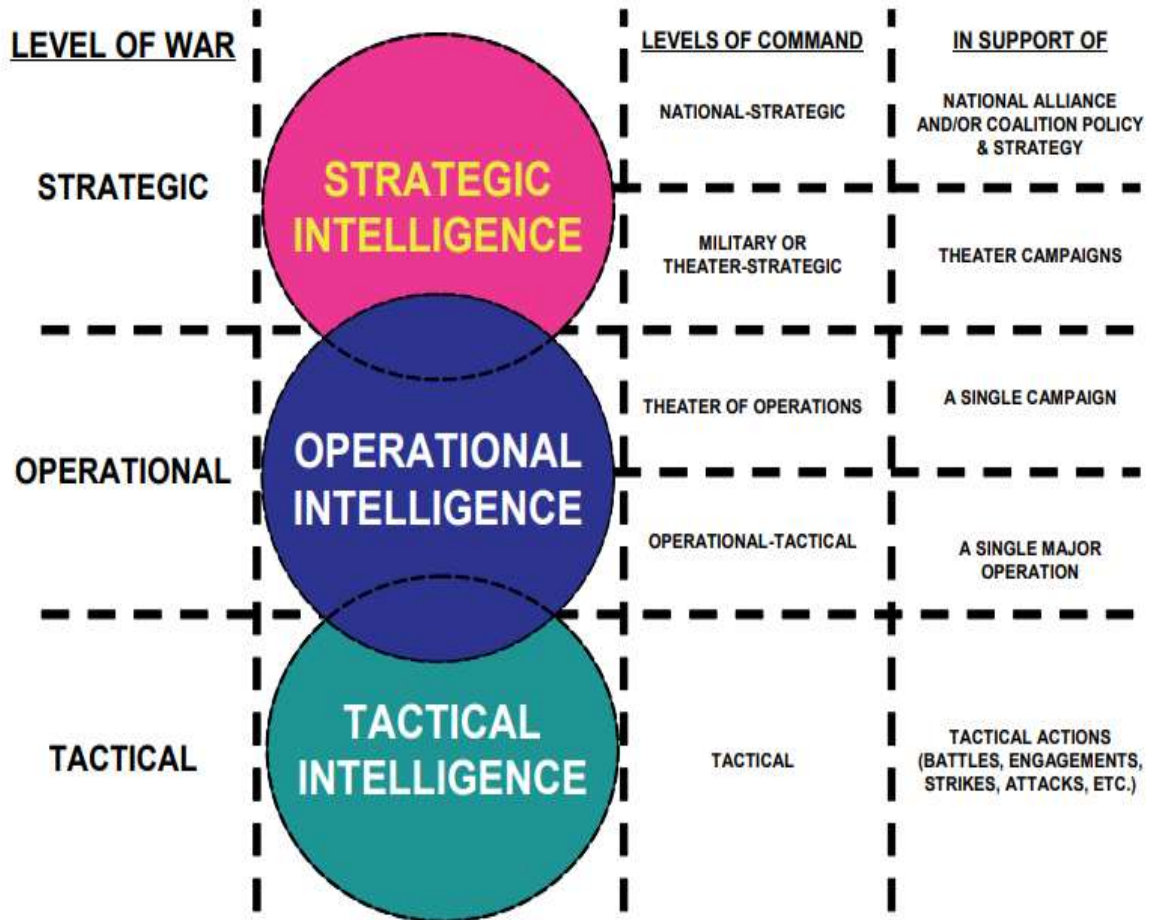 LEVEL OF WAR
LEVELS OF COMMAND
IN SUPPORT OF
STRATEGIC
STRATEGIC
INTELLIGENCE
NATIONAL-STRATEGIC
NATIONAL ALLIANCE
AND/OR COALITION POLICY
& STRATEGY
MILITARY OR
THEATER-STRATEGIC
THEATER CAMPAIGNS
OPERATIONAL
OPERATIONAL
INTELLIGENCE
THEATER OF OPERATIONS
A SINGLE CAMPAIGN
OPERATIONAL-TACTICAL
A SINGLE MAJOR
OPERATION
TACTICAL
TACTICAL
INTELLIGENCE
TACTICAL
TACTICAL ACTIONS
(BATTLES, ENGAGEMENTS,
STRIKES, ATTACKS, ETC.)